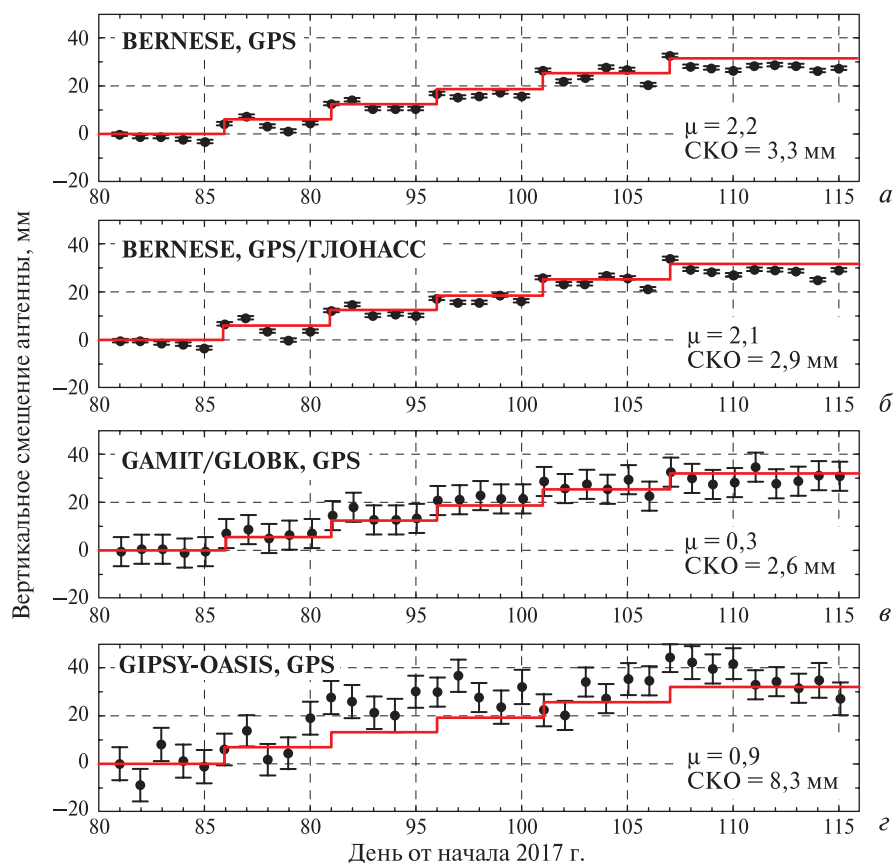 Вертикальное смещение антенны, мм
40
20
0
–20
BERNESE, GPS
μ = 2,2
СКО = 3,3 мм
80 85 80 90 95 100 105 110 115
а
40
20
0
–20
BERNESE, GPS/ГЛОНАСС
μ = 2,1
СКО = 2,9 мм
80 85 80 95 100 105 110 115
б
40
20
0
–20
GAMIT/GLOBK, GPS
μ = 0,3
СКО = 2,6 мм
80 85 80 95 100 105 110 115
в
40
20
0
–20
GIPSY-OASIS, GPS
μ = 0,9
СКО = 8,3 мм
80 85 80 95 100 105 110 115
г
День от начала 2017 г.